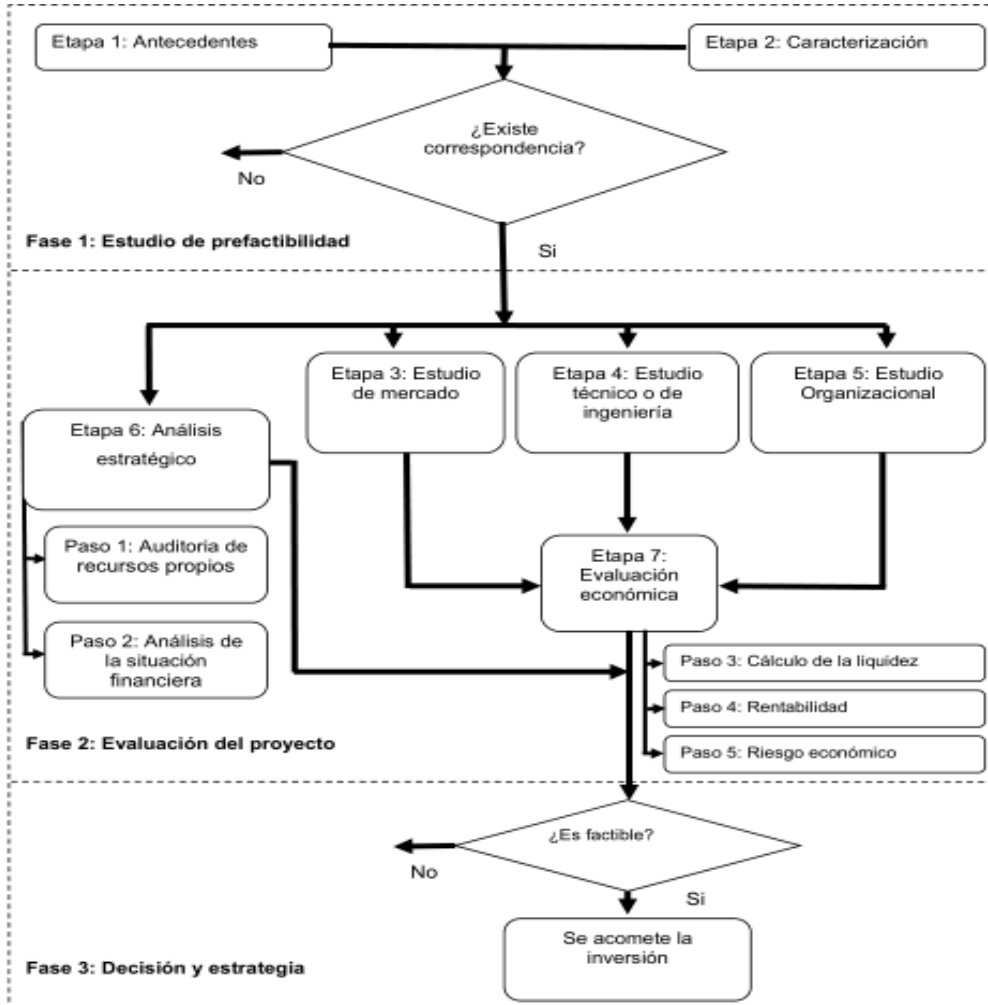 Etapa 1: Antecedentes
Etapa 2: Caracterización
¿Existe
correspondencia?
No
Fase 1: Estudio de prefactibilidad
Si
Etapa 3: Estudio
de mercado
Etapa 4: Estudio
técnico o de
ingeniería
Etapa 5: Estudio
Organizacional
Etapa 6: Análisis
estratégico
Paso 1: Auditoria de
recursos propios
Paso 2: Análisis de
la situación
financiera
Etapa 7:
Evaluación
económica
Paso 3: Cálculo de la liquidez
Paso 4: Rentabilidad
Paso 5: Riesgo económico
Fase 2: Evaluación del proyecto
¿Es factible?
No
Si
Se acomete la
inversión
Fase 3: Decisión y estrategia